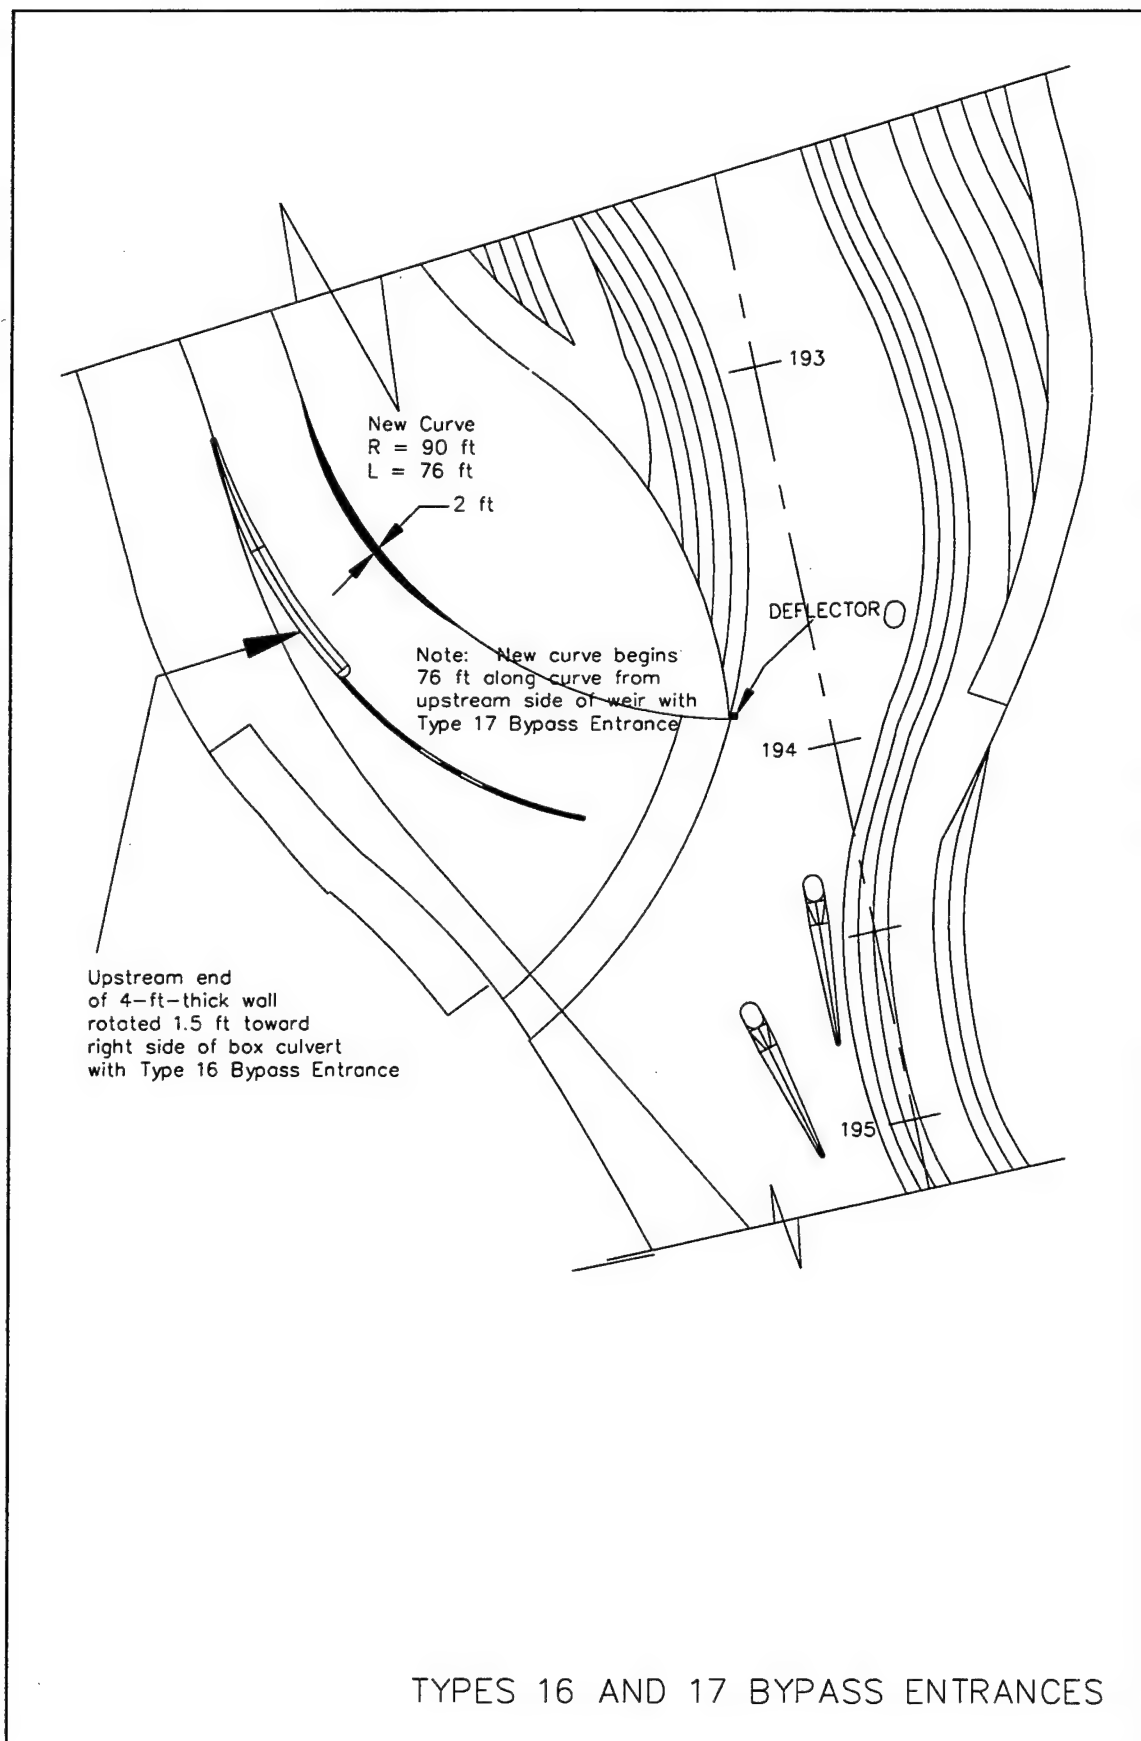 193
New Curve
R = 90 ft
L = 76 ft
2 ft
DEFLECTOR
Note: New curve begins
76 ft along curve from
upstream side of weir with
Type 17 Bypass Entrance
194
Upstream end
of 4-ft-thick wall
rotated 1.5 ft toward
right side of box culvert
with Type 16 Bypass Entrance
195
TYPES 16 AND 17 BYPASS ENTRANCES